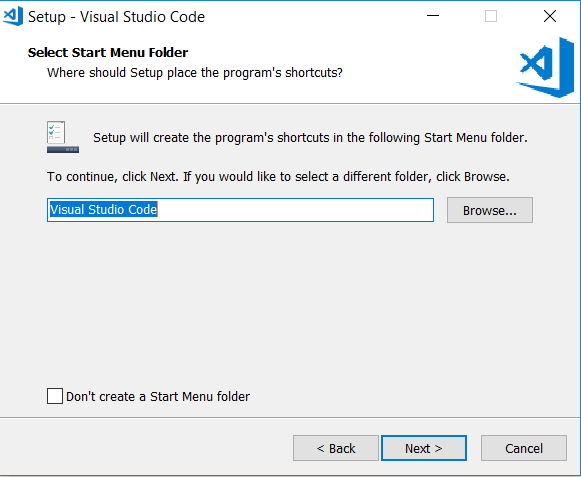 Setup - Visual Studio Code
Select Start Menu Folder
Where should Setup place the program's shortcuts?
Setup will create the program's shortcuts in the following Start Menu folder.
To continue, click Next. If you would like to select a different folder, click Browse.
Visual Studio Code
Browse...
Don't create a Start Menu folder
< Back
Next >
Cancel